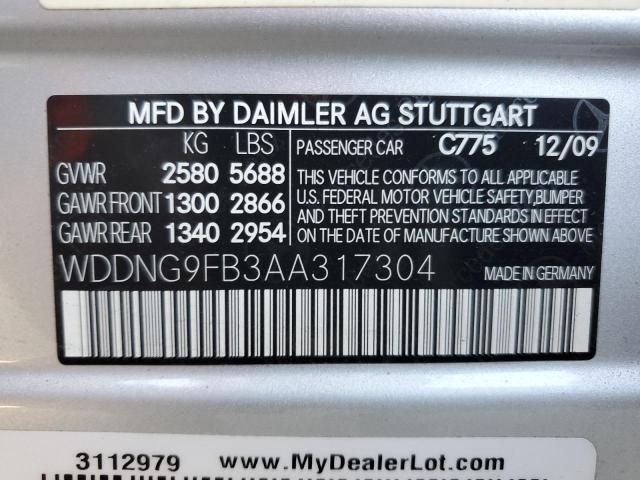 MFD BY DAIMLER AG STUTTGART
KG LBS PASSENGER CAR C775 12/09
GVWR 2580 5688
GAWR FRONT 1300 2866
GAWR REAR 1340 2954
THIS VEHICLE CONFORMS TO ALL APPLICABLE
U.S. FEDERAL MOTOR VEHICLE SAFETY, BUMPER
AND THEFT PREVENTION STANDARDS IN EFFECT
ON THE DATE OF MANUFACTURE SHOWN ABOVE.
WDDNG9FB3AA317304 MADE IN GERMANY
3112979 www.MyDealerLot.com